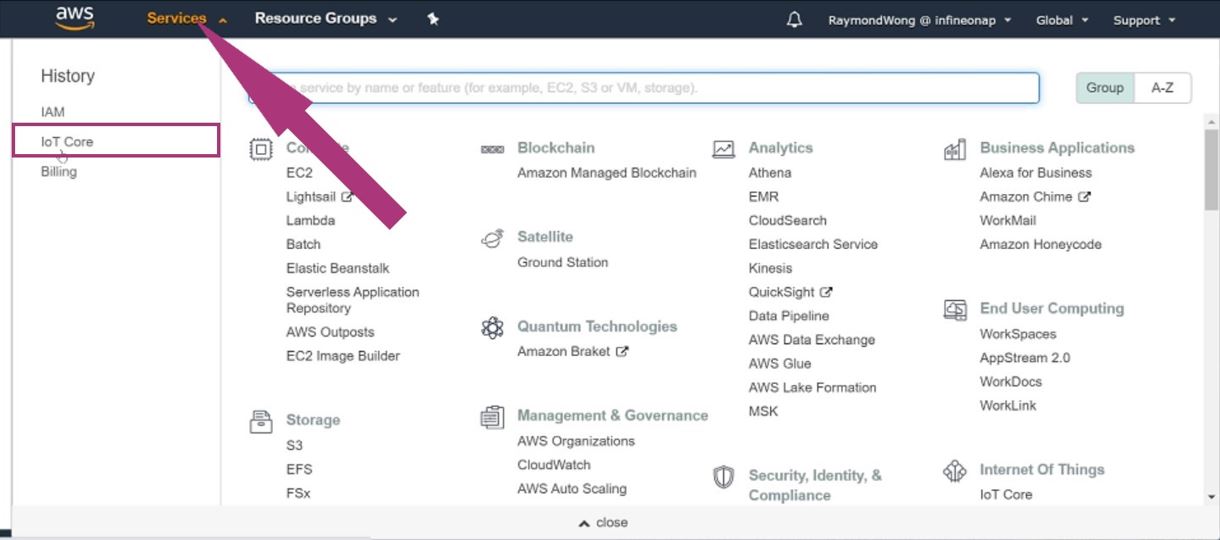 aws
Services
Resource Groups
RaymondWong @ infineonap
Global
Support
History
IAM
IoT Core
Billing
service by name or feature (for example, EC2, S3 or VM, storage).
Group
A-Z
EC2
Lightsail
Lambda
Batch
Elastic Beanstalk
Serverless Application
Repository
AWS Outposts
EC2 Image Builder
Storage
S3
EFS
FSx
Blockchain
Amazon Managed Blockchain
Satellite
Ground Station
Quantum Technologies
Amazon Braket
Management & Governance
AWS Organizations
CloudWatch
AWS Auto Scaling
Analytics
Athena
EMR
CloudSearch
Elasticsearch Service
Kinesis
QuickSight
Data Pipeline
AWS Data Exchange
AWS Glue
AWS Lake Formation
MSK
Security, Identity, &
Compliance
Business Applications
Alexa for Business
Amazon Chime
WorkMail
Amazon Honeycode
End User Computing
WorkSpaces
AppStream 2.0
WorkDocs
WorkLink
Internet Of Things
IoT Core
close